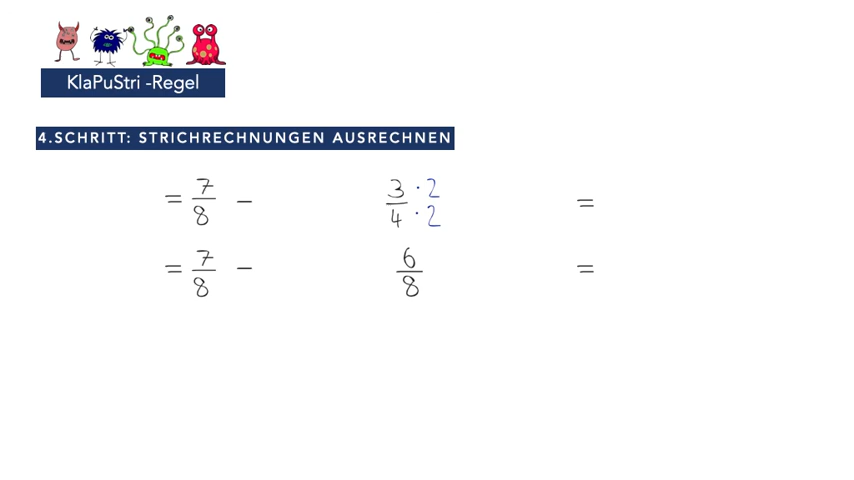 KlaPuStri -Regel
4.SCHRITT: STRICHRECHNUNGEN AUSRECHNEN
= 7/8 - 3/4 · 2 / · 2 =
= 7/8 - 6/8 =